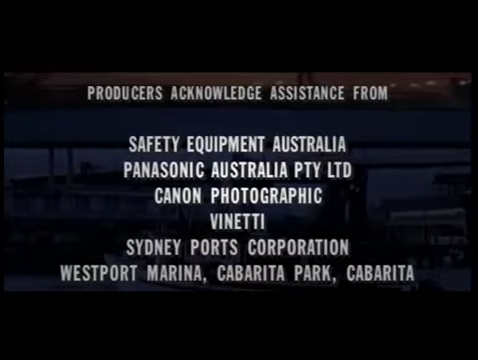 PRODUCERS ACKNOWLEDGE ASSISTANCE FROM
SAFETY EQUIPMENT AUSTRALIA
PANASONIC AUSTRALIA PTY LTD
CANON PHOTOGRAPHIC
VINETTI
SYDNEY PORTS CORPORATION
WESTPORT MARINA, CABARITA PARK, CABARITA